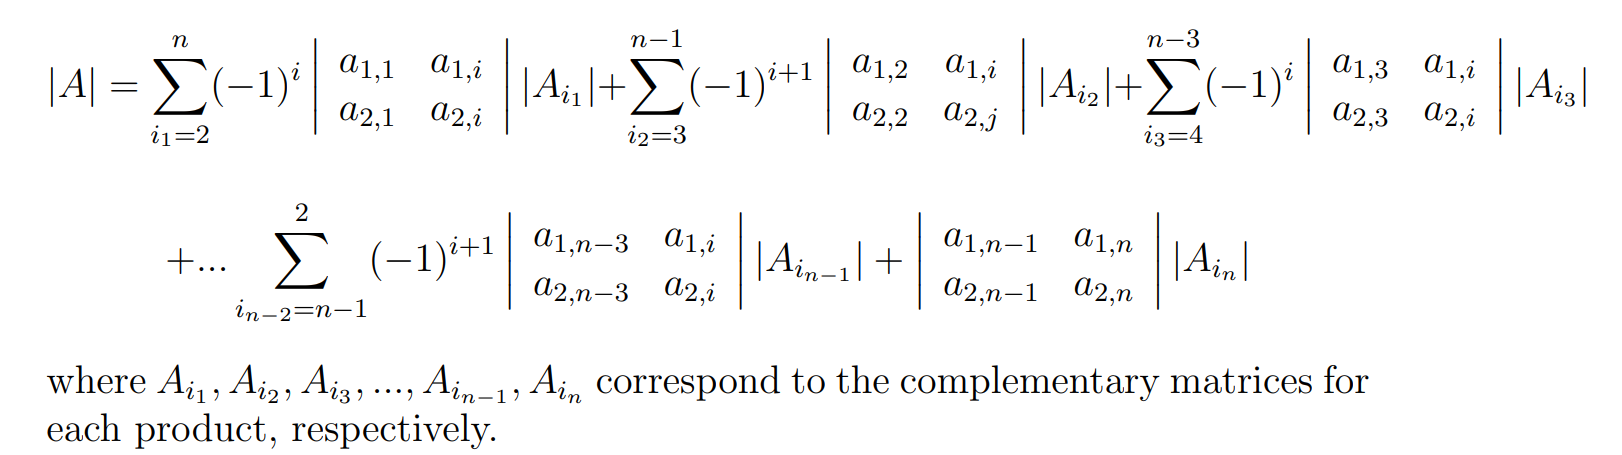 $|A| = \sum_{i_1=2}^{n} (-1)^i \begin{vmatrix} a_{1,1} & a_{1,i} \\ a_{2,1} & a_{2,i} \end{vmatrix} |A_{i_1}| + \sum_{i_2=3}^{n-1} (-1)^{i+1} \begin{vmatrix} a_{1,2} & a_{1,i} \\ a_{2,2} & a_{2,j} \end{vmatrix} |A_{i_2}| + \sum_{i_3=4}^{n-3} (-1)^i \begin{vmatrix} a_{1,3} & a_{1,i} \\ a_{2,3} & a_{2,i} \end{vmatrix} |A_{i_3}|$
$+ ... \sum_{i_{n-2}=n-1}^{2} (-1)^{i+1} \begin{vmatrix} a_{1,n-3} & a_{1,i} \\ a_{2,n-3} & a_{2,i} \end{vmatrix} |A_{i_{n-1}}| + \begin{vmatrix} a_{1,n-1} & a_{1,n} \\ a_{2,n-1} & a_{2,n} \end{vmatrix} |A_{i_n}|$
where $A_{i_1}, A_{i_2}, A_{i_3}, ..., A_{i_{n-1}}, A_{i_n}$ correspond to the complementary matrices for
each product, respectively.